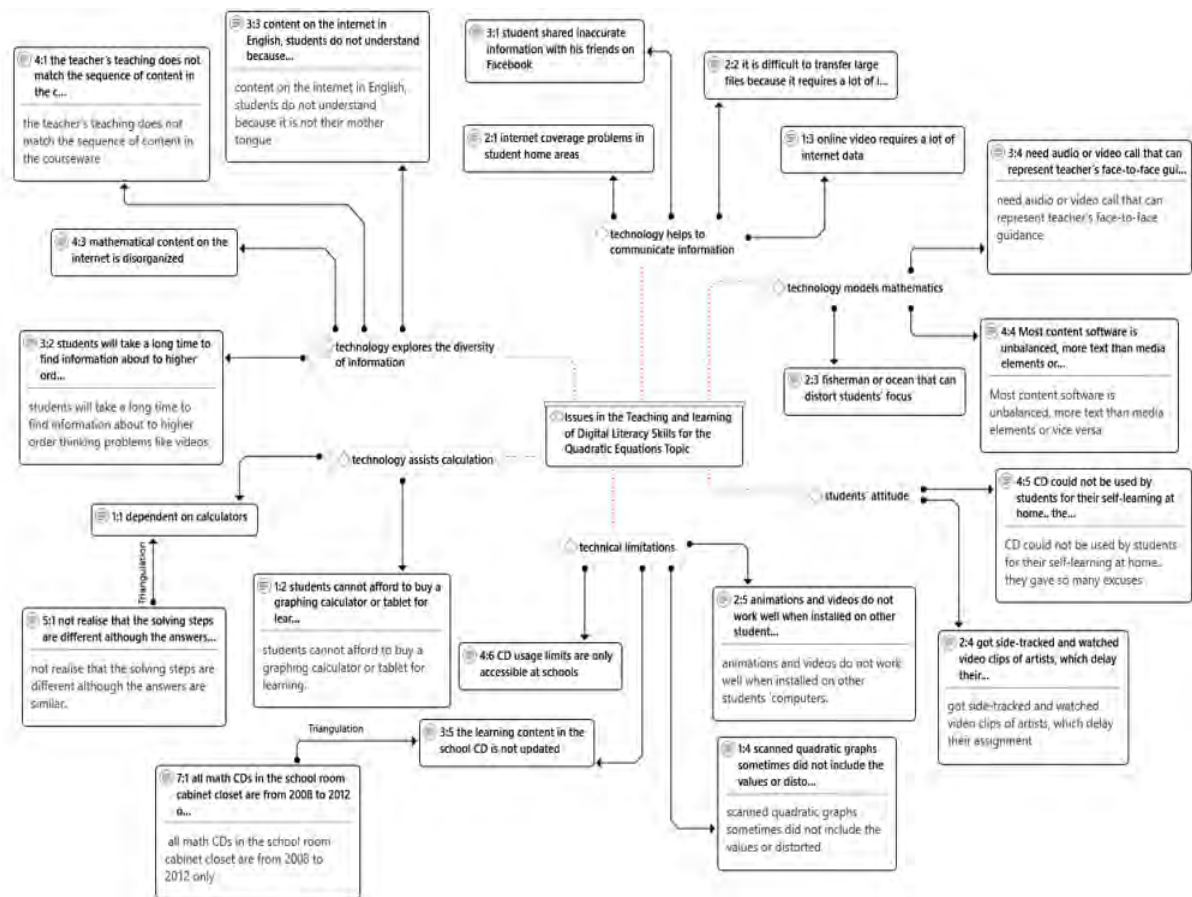 3:3 content on the internet in
English, students do not understand
because...
content on the internet in English,
students do not understand
because it is not their mother
tongue
4:1 the teacher's teaching does not
match the sequence of content in
the c...
the teacher's teaching does not
match the sequence of content in
the courseware
3:1 student shared inaccurate
information with his friends on
Facebook
2:2 it is difficult to transfer large
files because it requires a lot of i...
2:1 internet coverage problems in
student home areas
1:3 online video requires a lot of
internet data
3:4 need audio or video call that can
represent teacher's face-to-face gui...
need audio or video call that can
represent teacher's face-to-face
guidance
4:3 mathematical content on the
internet is disorganized
technology helps to
communicate information
technology models mathematics
3:2 students will take a long time to
find information about to higher
ord...
students will take a long time to
find information about to higher
order thinking problems like videos
technology explores the diversity
of information
4:4 Most content software is
unbalanced, more text than media
elements or...
Most content software is
unbalanced, more text than media
elements or vice versa
2:3 fisherman or ocean that can
distort students' focus
Issues in the Teaching and learning
of Digital Literacy Skills for the
Quadratic Equations Topic
technology assists calculation
students' attitude
4:5 CD could not be used by
students for their self-learning at
home.. the...
CD could not be used by students
for their self-learning at home..
they gave so many excuses
1:1 dependent on calculators
Triangulation
technical limitations
5:1 not realise that the solving steps
are different although the answers...
not realise that the solving steps are
different although the answers are
similar.
1:2 students cannot afford to buy a
graphing calculator or tablet for
lear...
students cannot afford to buy a
graphing calculator or tablet for
learning.
4:6 CD usage limits are only
accessible at schools
2:5 animations and videos do not
work well when installed on other
student...
animations and videos do not work
well when installed on other
students 'computers.
2:4 got side-tracked and watched
video clips of artists, which delay
their...
got side-tracked and watched
video clips of artists, which delay
their assignment
Triangulation
3:5 the learning content in the
school CD is not updated
7:1 all math CDs in the school room
cabinet closet are from 2008 to 2012
o...
all math CDs in the school room
cabinet closet are from 2008 to
2012 only
1:4 scanned quadratic graphs
sometimes did not include the
values or disto...
scanned quadratic graphs
sometimes did not include the
values or distorted